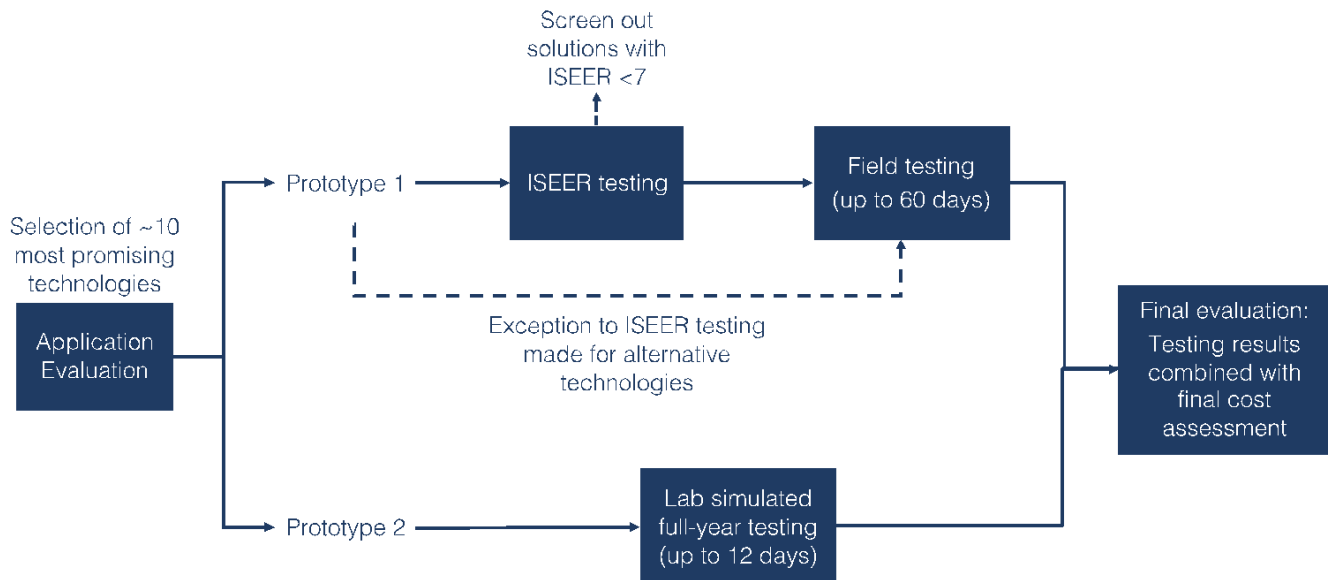 Screen out
solutions with
ISEER <7
Prototype 1
ISEER testing
Field testing
(up to 60 days)
Selection of ~10
most promising
technologies
Application
Evaluation
Exception to ISEER testing
made for alternative
technologies
Final evaluation:
Testing results
combined with
final cost
assessment
Prototype 2
Lab simulated
full-year testing
(up to 12 days)